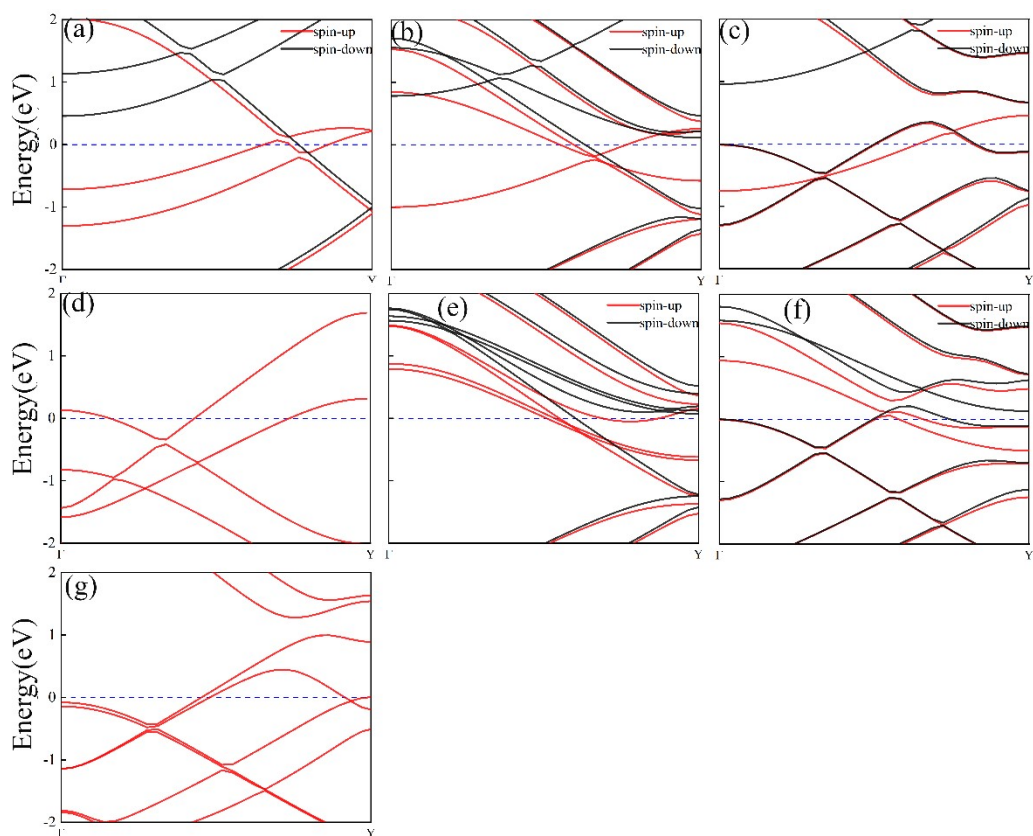 (a)
spin-up
spin-down
(b)
spin-up
spin-down
(c)
spin-up
spin-down
Energy(eV)
2
1
0
-1
-2
Γ
Y
Γ
Y
Γ
Y
(d)
(e)
spin-up
spin-down
(f)
spin-up
spin-down
Energy(eV)
2
1
0
-1
-2
Γ
Y
Γ
Y
Γ
Y
(g)
Energy(eV)
2
1
0
-1
-2
Γ
Y